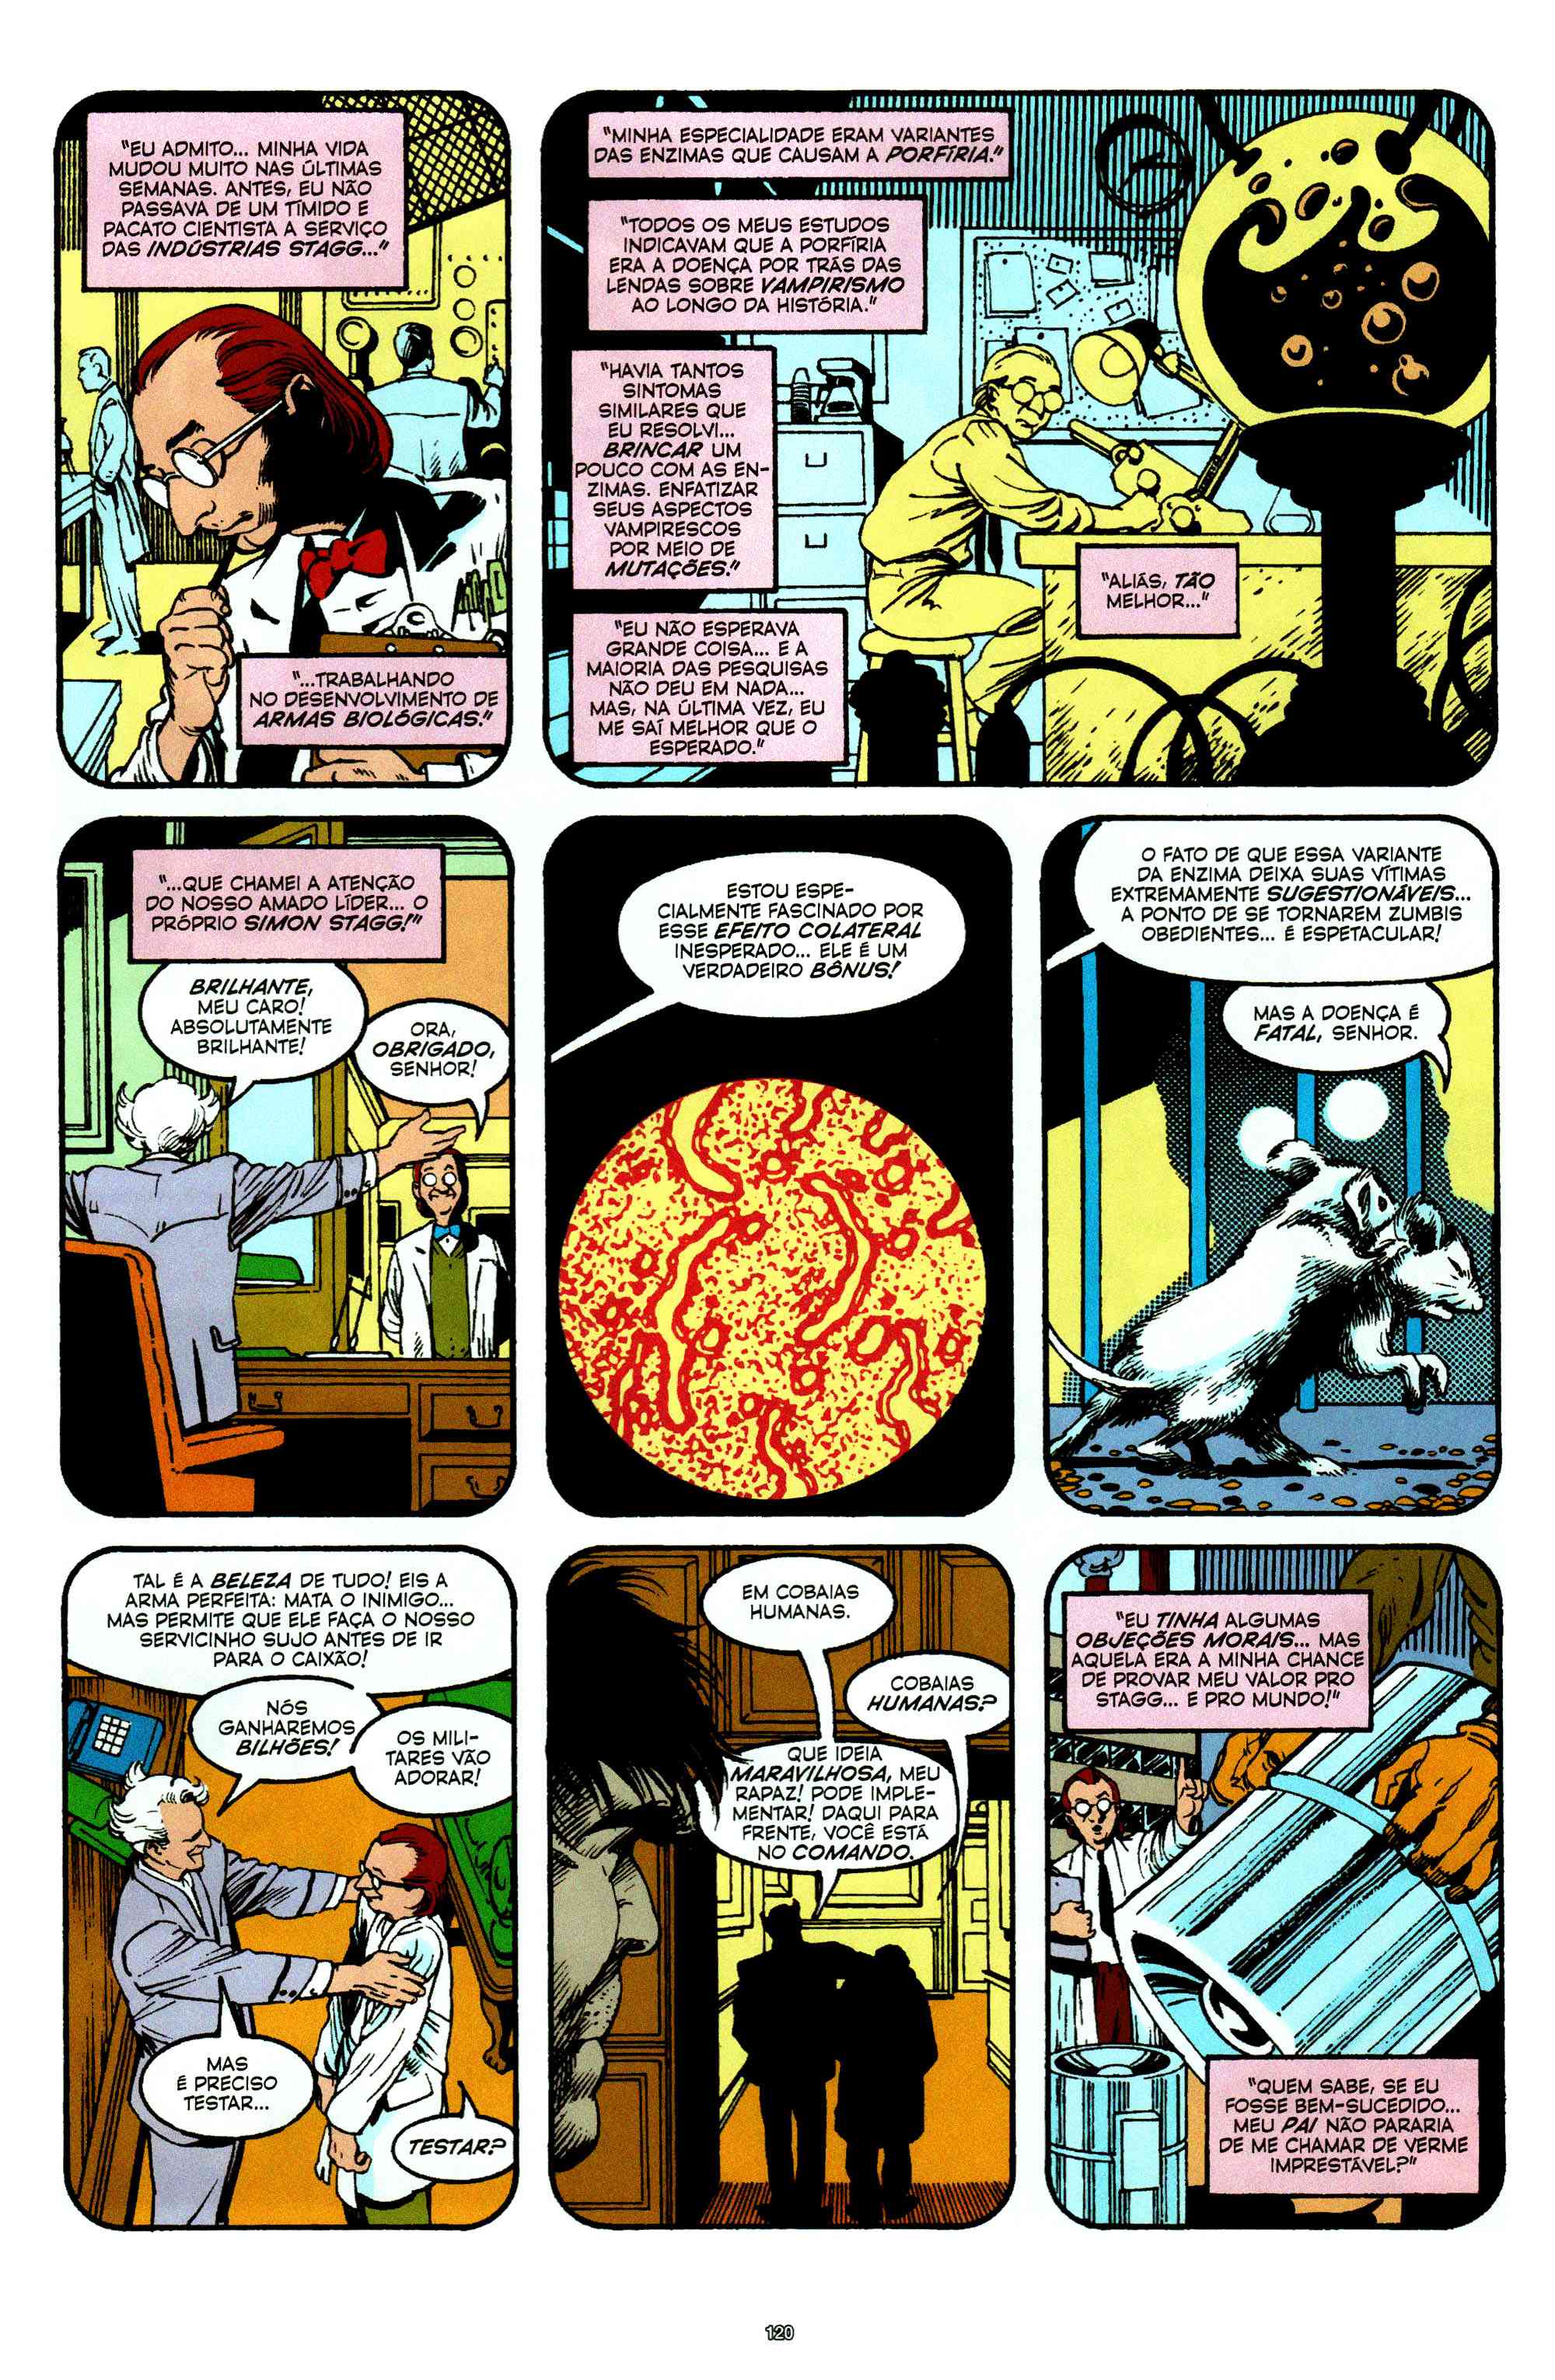 "EU ADMITO... MINHA VIDA
MUDOU MUITO NAS ÚLTIMAS
SEMANAS. ANTES, EU NÃO
PASSAVA DE UM TÍMIDO E
PACATO CIENTISTA A SERVIÇO
DAS INDÚSTRIAS STAGG..."
"...TRABALHANDO
NO DESENVOLVIMENTO DE
ARMAS BIOLÓGICAS."
"MINHA ESPECIALIDADE ERAM VARIANTES
DAS ENZIMAS QUE CAUSAM A PORFÍRIA."
"TODOS OS MEUS ESTUDOS
INDICAVAM QUE A PORFÍRIA
ERA A DOENÇA POR TRÁS DAS
LENDAS SOBRE VAMPIRISMO
AO LONGO DA HISTÓRIA."
"HAVIA TANTOS
SINTOMAS
SIMILARES QUE
EU RESOLVI...
BRINCAR UM
POUCO COM AS EN-
ZIMAS. ENFATIZAR
SEUS ASPECTOS
VAMPIRESCOS
POR MEIO DE
MUTAÇÕES."
"EU NÃO ESPERAVA
GRANDE COISA... E A
MAIORIA DAS PESQUISAS
NÃO DEU EM NADA...
MAS, NA ÚLTIMA VEZ, EU
ME SAÍ MELHOR QUE O
ESPERADO."
"ALIÁS, TÃO
MELHOR..."
"...QUE CHAMEI A ATENÇÃO
DO NOSSO AMADO LÍDER... O
PRÓPRIO SIMON STAGG!"
BRILHANTE,
MEU CARO!
ABSOLUTAMENTE
BRILHANTE!
ORA,
OBRIGADO,
SENHOR!
ESTOU ESPE-
CIALMENTE FASCINADO POR
ESSE EFEITO COLATERAL
INESPERADO... ELE É UM
VERDADEIRO BÔNUS!
O FATO DE QUE ESSA VARIANTE
DA ENZIMA DEIXA SUAS VÍTIMAS
EXTREMAMENTE SUGESTIONÁVEIS...
A PONTO DE SE TORNAREM ZUMBIS
OBEDIENTES... É ESPETACULAR!
MAS A DOENÇA É
FATAL, SENHOR.
TAL É A BELEZA DE TUDO! EIS A
ARMA PERFEITA: MATA O INIMIGO...
MAS PERMITE QUE ELE FAÇA O NOSSO
SERVICINHO SUJO ANTES DE IR
PARA O CAIXÃO!
NÓS
GANHAREMOS
BILHÕES!
OS MILI-
TARES VÃO
ADORAR!
MAS
É PRECISO
TESTAR...
TESTAR?
EM COBAIAS
HUMANAS.
COBAIAS
HUMANAS?
QUE IDEIA
MARAVILHOSA, MEU
RAPAZ! PODE IMPLE-
MENTAR! DAQUI PARA
FRENTE, VOCÊ ESTÁ
NO COMANDO.
"EU TINHA ALGUMAS
OBJEÇÕES MORAIS... MAS
AQUELA ERA A MINHA CHANCE
DE PROVAR MEU VALOR PRO
STAGG... E PRO MUNDO!"
"QUEM SABE, SE EU
FOSSE BEM-SUCEDIDO...
MEU PAI NÃO PARARIA
DE ME CHAMAR DE VERME
IMPRESTÁVEL?"
120